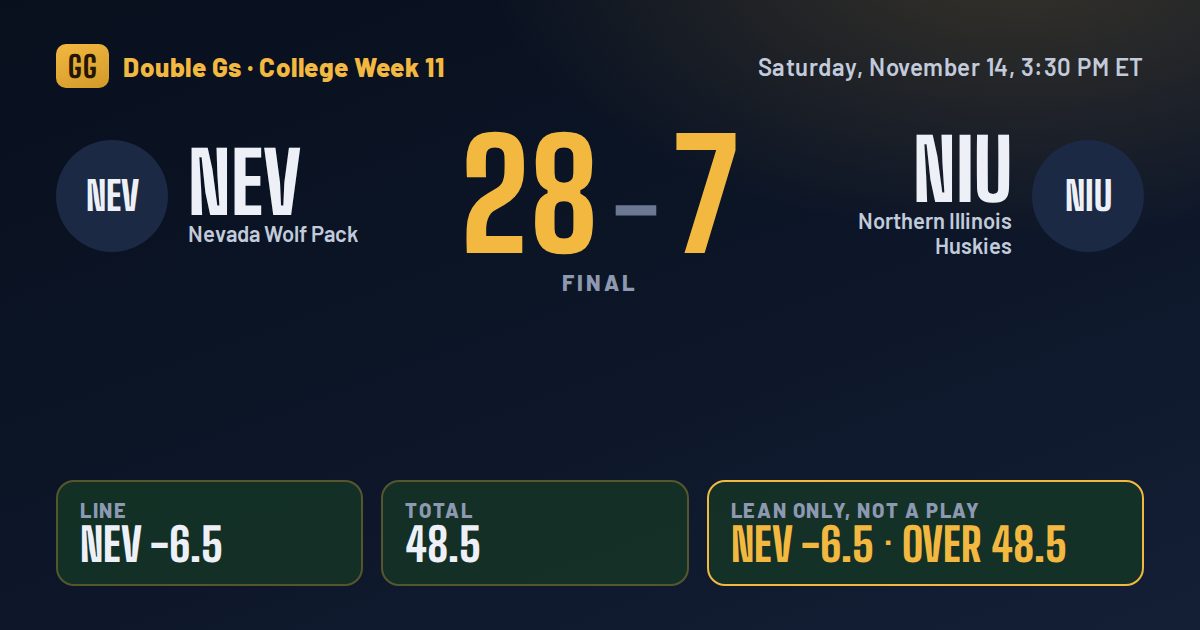 GG Double Gs · College Week 11
Saturday, November 14, 3:30 PM ET
NEV
NEV
Nevada Wolf Pack
28 – 7
FINAL
NIU
Northern Illinois
Huskies
NIU
LINE
NEV −6.5
TOTAL
48.5
LEAN ONLY, NOT A PLAY
NEV −6.5 · OVER 48.5